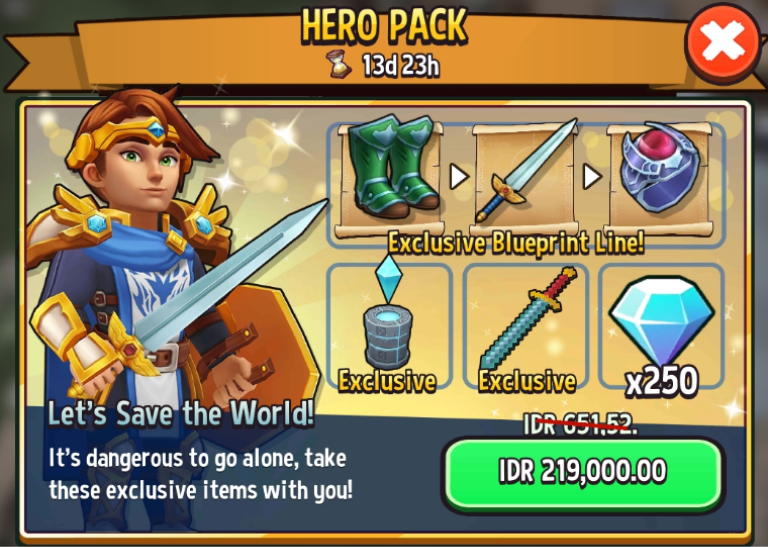 HERO PACK
13d 23h
Exclusive Blueprint Line!
Exclusive
Exclusive
x250
Let's Save the World!
It's dangerous to go alone, take
these exclusive items with you!
IDR 651,52.
IDR 219,000.00